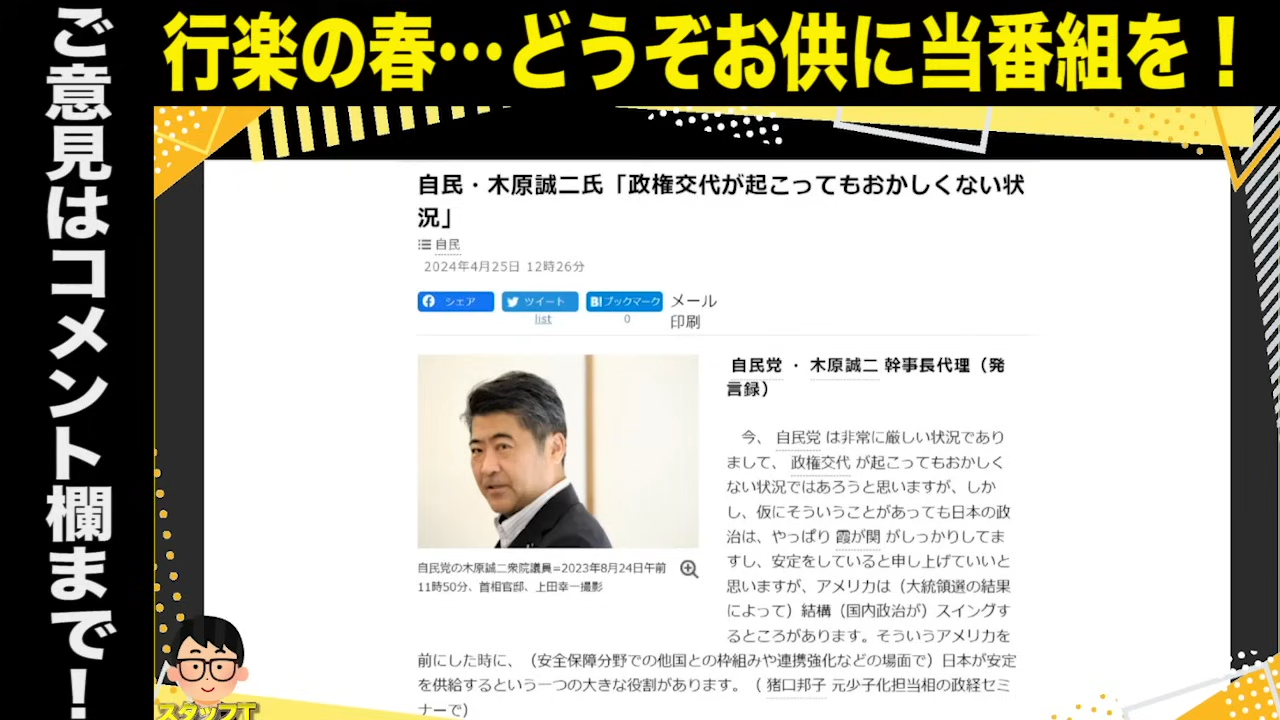 行楽の春…どうぞお供に当番組を！
ご意見はコメント欄まで！
自民・木原誠二氏「政権交代が起こってもおかしくない状
況」
自民
2024年4月25日 12時26分
シェア
ツイート
ブックマーク
メール
list
0
印刷
自民党の木原誠二衆院議員=2023年8月24日午前
11時50分、首相官邸、上田幸一撮影
自民党 ・ 木原誠二 幹事長代理（発
言録）
今、 自民党 は非常に厳しい状況であり
まして、 政権交代 が起こってもおかしく
ない状況ではあろうと思いますが、しか
し、仮にそういうことがあっても日本の政
治は、やっぱり 霞が関 がしっかりしてま
すし、安定をしていると申し上げていいと
思いますが、アメリカは（大統領選の結果
によって）結構（国内政治が）スイングす
るところがあります。そういうアメリカを
前にした時に、（安全保障分野での他国との枠組みや連携強化などの場面で）日本が安定
を供給するという一つの大きな役割があります。（ 猪口邦子 元少子化担当相の政経セミ
ナーで）
スタッフT